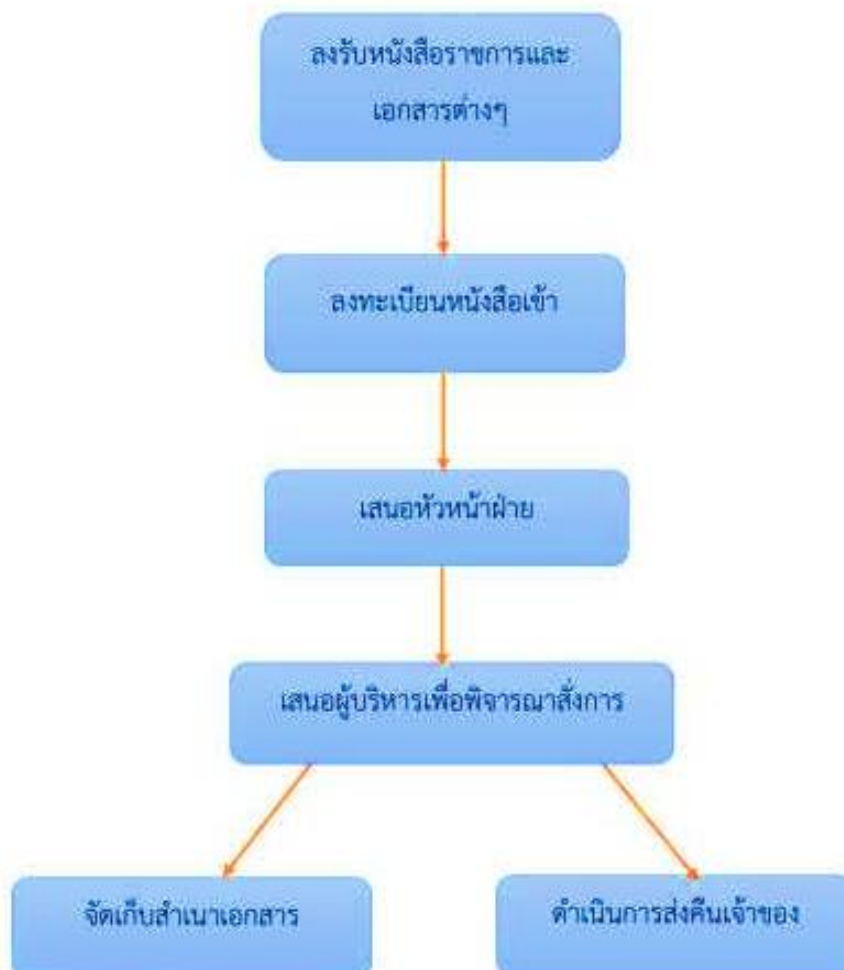 ลงรับหนังสือราชการและ
เอกสารต่างๆ
ลงทะเบียนหนังสือเข้า
เสนอหัวหน้าฝ่าย
เสนอผู้บริหารเพื่อพิจารณาสั่งการ
จัดเก็บสำเนาเอกสาร
ดำเนินการส่งคืนเจ้าของ